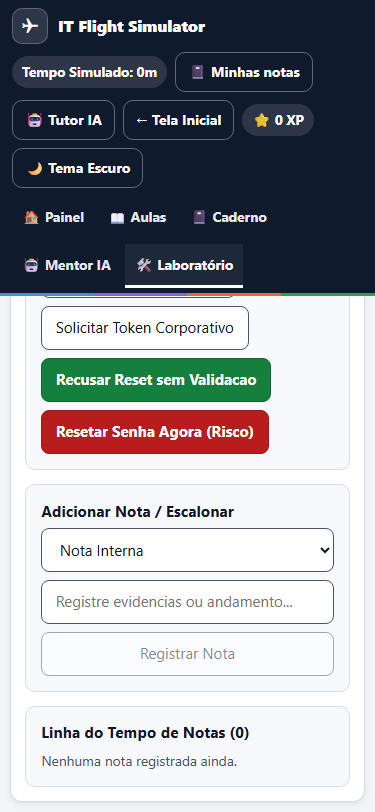 IT Flight Simulator
Tempo Simulado: 0m
Minhas notas
Tutor IA
← Tela Inicial
0 XP
Tema Escuro
Painel
Aulas
Caderno
Mentor IA
Laboratório
Solicitar Token Corporativo
Recusar Reset sem Validacao
Resetar Senha Agora (Risco)
Adicionar Nota / Escalonar
Nota Interna
Registre evidencias ou andamento...
Registrar Nota
Linha do Tempo de Notas (0)
Nenhuma nota registrada ainda.